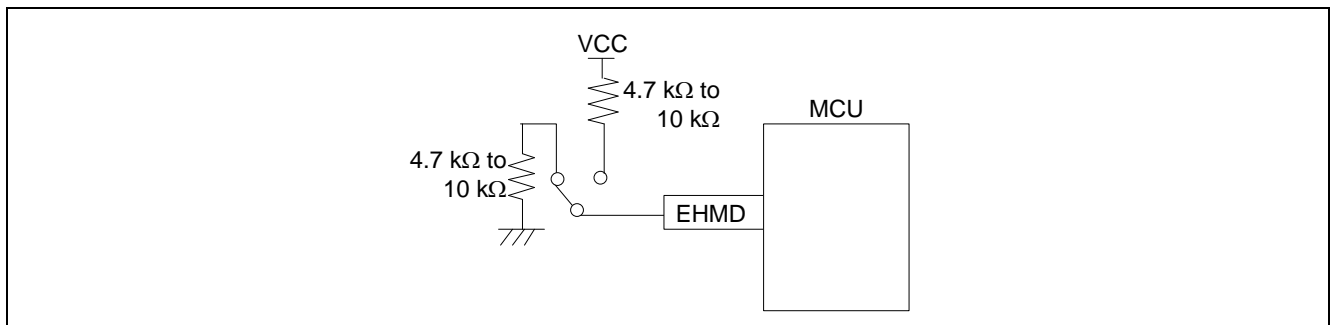 VCC
4.7 kΩ to
10 kΩ
MCU
4.7 kΩ to
10 kΩ
EHMD